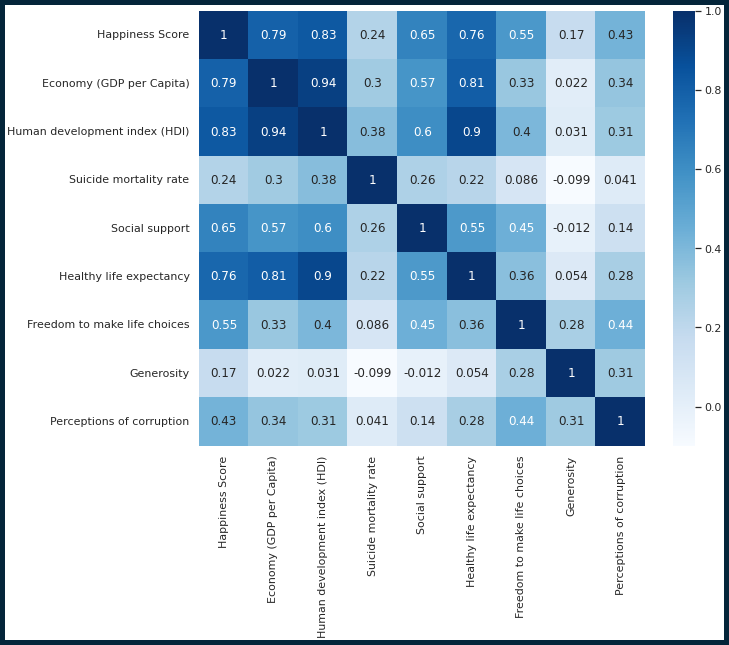 1.0
Happiness Score 1 0.79 0.83 0.24 0.65 0.76 0.55 0.17 0.43
Economy (GDP per Capita) 0.79 1 0.94 0.3 0.57 0.81 0.33 0.022 0.34
0.8
Human development index (HDI) 0.83 0.94 1 0.38 0.6 0.9 0.4 0.031 0.31
0.6
Suicide mortality rate 0.24 0.3 0.38 1 0.26 0.22 0.086 -0.099 0.041
Social support 0.65 0.57 0.6 0.26 1 0.55 0.45 -0.012 0.14
0.4
Healthy life expectancy 0.76 0.81 0.9 0.22 0.55 1 0.36 0.054 0.28
Freedom to make life choices 0.55 0.33 0.4 0.086 0.45 0.36 1 0.28 0.44
0.2
Generosity 0.17 0.022 0.031 -0.099 -0.012 0.054 0.28 1 0.31
0.0
Perceptions of corruption 0.43 0.34 0.31 0.041 0.14 0.28 0.44 0.31 1
Happiness Score
Economy (GDP per Capita)
Human development index (HDI)
Suicide mortality rate
Social support
Healthy life expectancy
Freedom to make life choices
Generosity
Perceptions of corruption